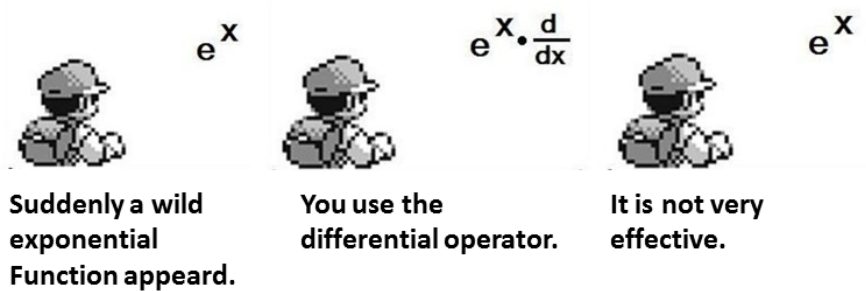 e^x
e^x · d/dx
e^x
Suddenly a wild
exponential
Function appeard.
You use the
differential operator.
It is not very
effective.